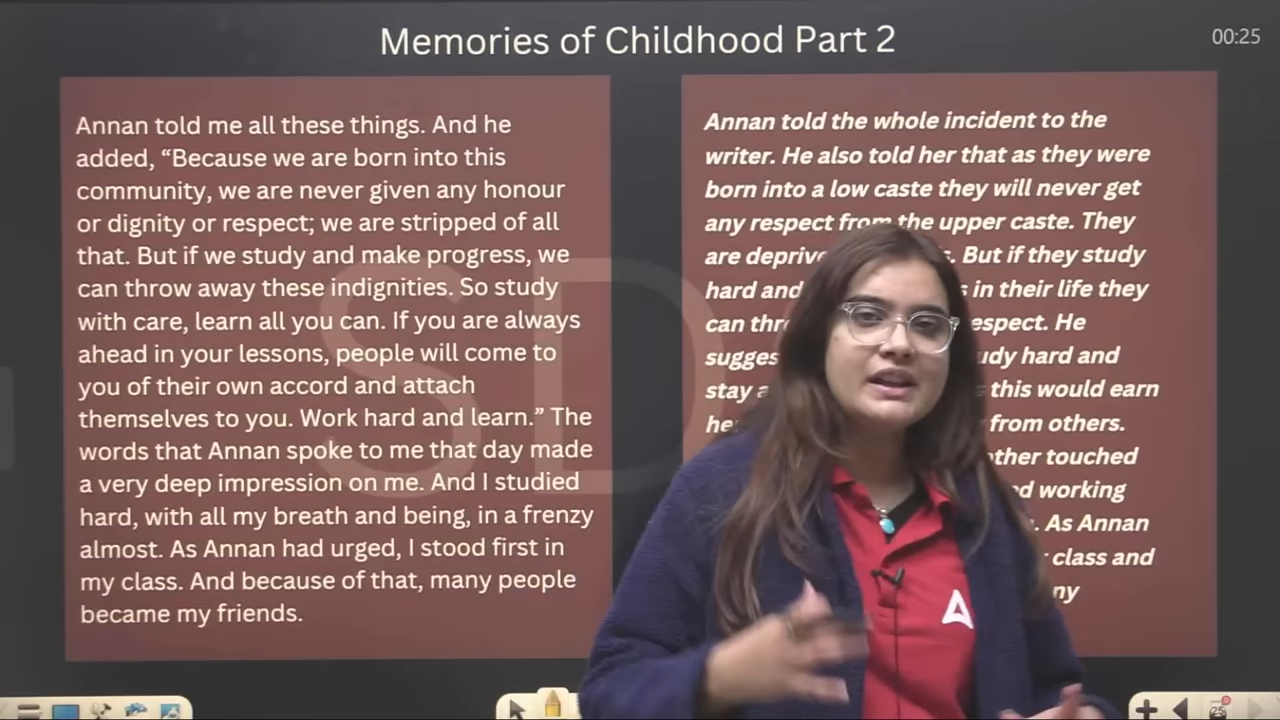 Memories of Childhood Part 2
00:25
Annan told me all these things. And he
added, “Because we are born into this
community, we are never given any honour
or dignity or respect; we are stripped of all
that. But if we study and make progress, we
can throw away these indignities. So study
with care, learn all you can. If you are always
ahead in your lessons, people will come to
you of their own accord and attach
themselves to you. Work hard and learn.” The
words that Annan spoke to me that day made
a very deep impression on me. And I studied
hard, with all my breath and being, in a frenzy
almost. As Annan had urged, I stood first in
my class. And because of that, many people
became my friends.
Annan told the whole incident to the
writer. He also told her that as they were
born into a low caste they will never get
any respect from the upper caste. They
are But if they study
hard and in their life they
can He
hard and
stay this would earn
from others.
touched
working
As Annan
class and
SD
25